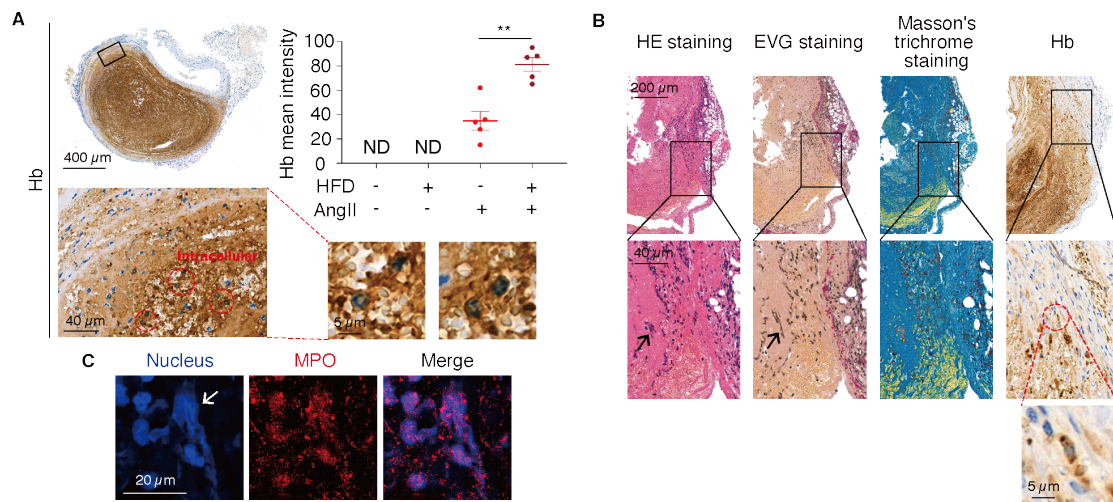 A
Hb
400 µm
Hb mean intensity
100
80
60
40
20
0
ND
ND
**
HFD - + - +
AngII - - + +
Intracellular
40 µm
5 µm
B
HE staining
EVG staining
Masson's
trichrome
staining
Hb
200 µm
40 µm
5 µm
C
Nucleus
MPO
Merge
20 µm